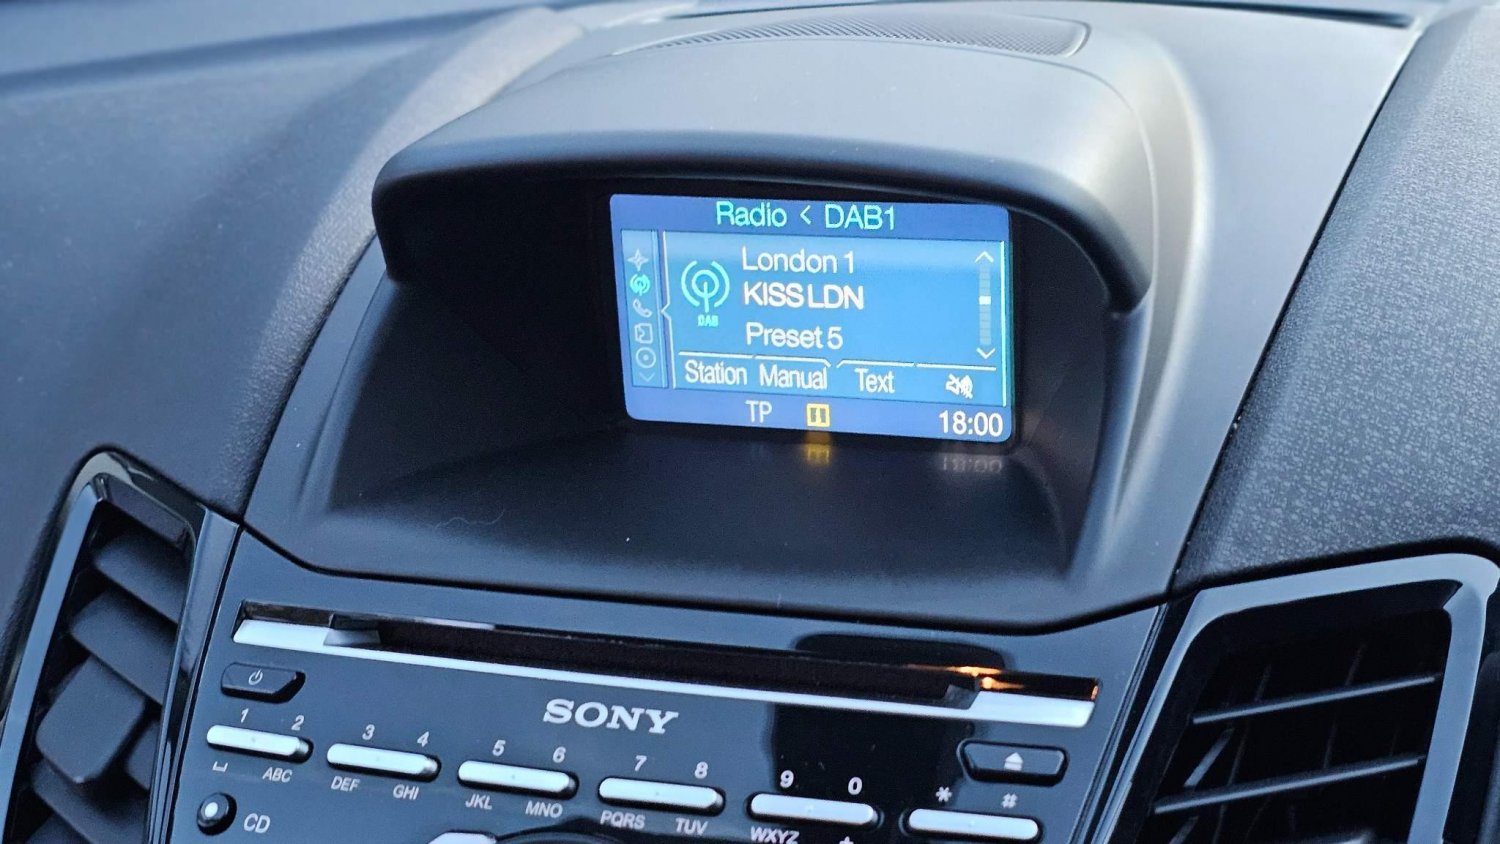 Radio < DAB1
London 1
DAB
KISS LDN
Preset 5
Station Manual Text
TP 18:00
SONY
1 2 3 4 5 6 7 8 9 0 * #
ABC DEF GHI JKL MNO PQRS TUV WXYZ
CD